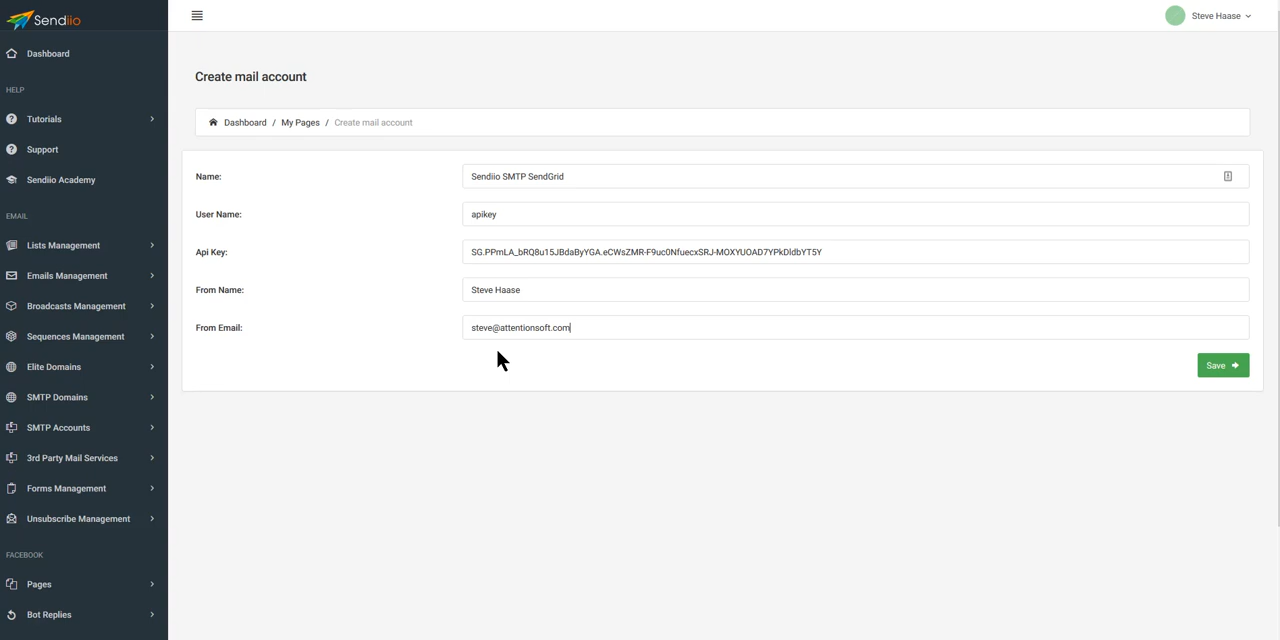 Sendiio
Steve Haase
Dashboard
HELP
Tutorials
Support
Sendiio Academy
EMAIL
Lists Management
Emails Management
Broadcasts Management
Sequences Management
Elite Domains
SMTP Domains
SMTP Accounts
3rd Party Mail Services
Forms Management
Unsubscribe Management
FACEBOOK
Pages
Bot Replies
Create mail account
Dashboard / My Pages / Create mail account
Name: Sendiio SMTP SendGrid
User Name: apikey
Api Key: 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
From Name: Steve Haase
From Email: steve@attentionsoft.com
Save